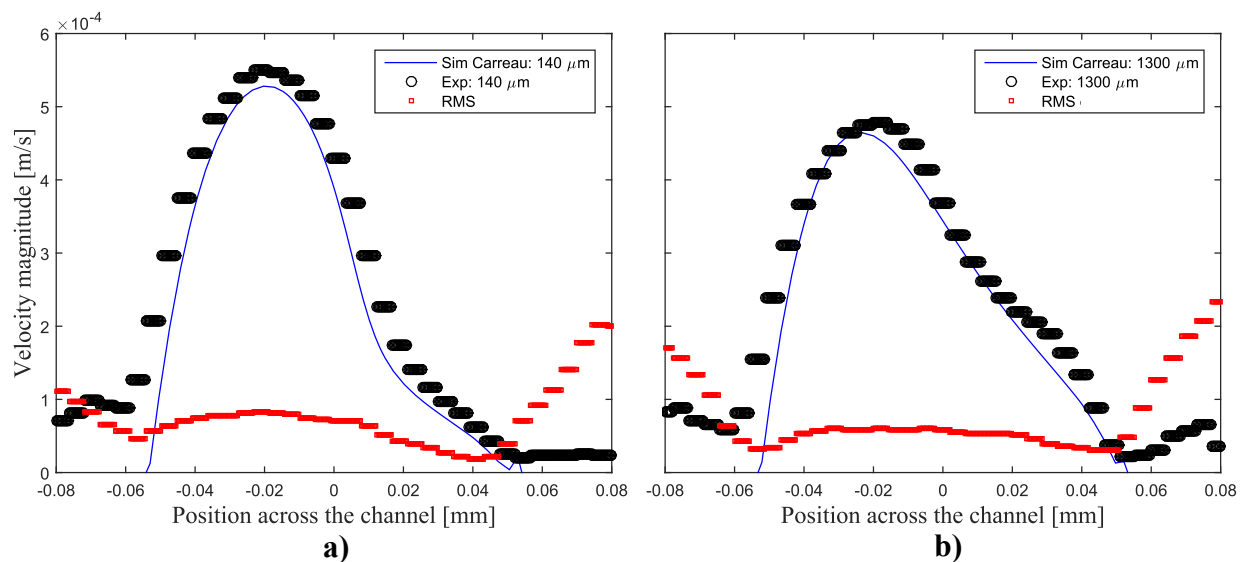 ×10⁻⁴
6
5
4
3
2
1
0
Velocity magnitude [m/s]
Sim Carreau: 140 μm
Exp: 140 μm
RMS
-0.08 -0.06 -0.04 -0.02 0 0.02 0.04 0.06 0.08
Position across the channel [mm]
a)
Sim Carreau: 1300 μm
Exp: 1300 μm
RMS
-0.08 -0.06 -0.04 -0.02 0 0.02 0.04 0.06 0.08
Position across the channel [mm]
b)